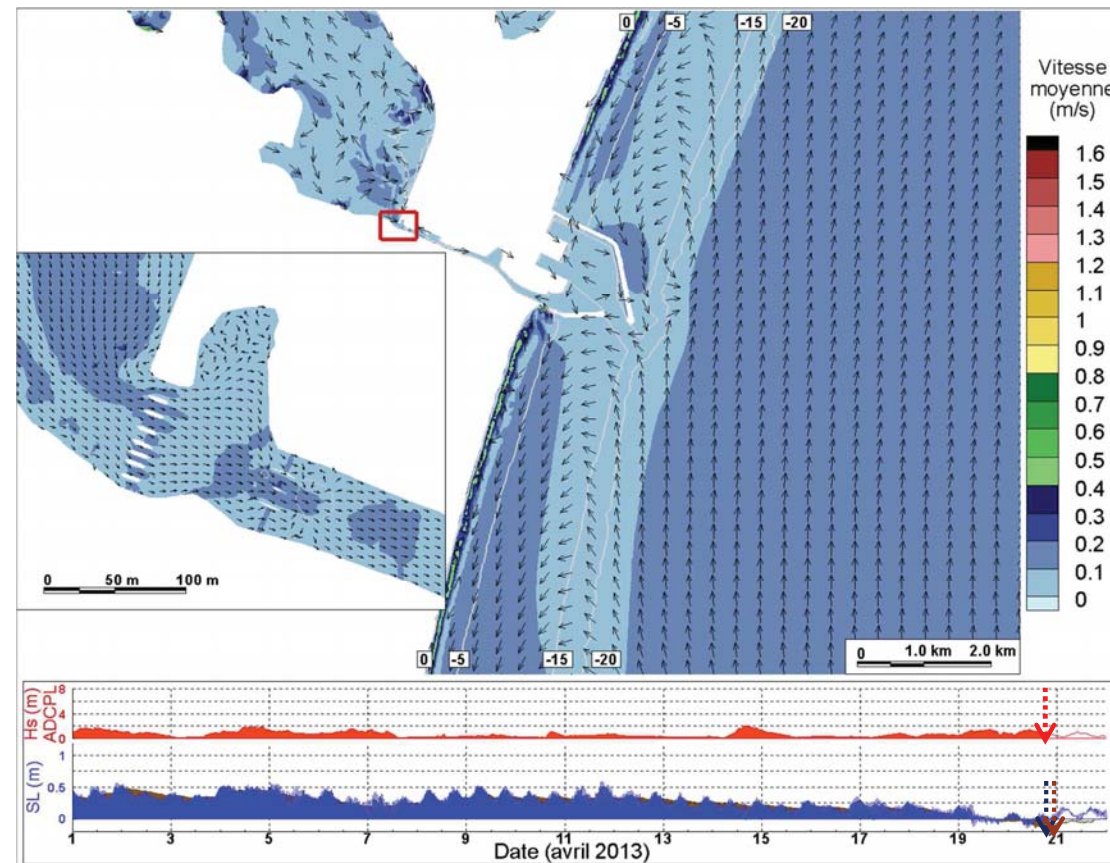 0 -5 -15 -20
Vitesse
moyenne
(m/s)
1.6
1.5
1.4
1.3
1.2
1.1
1
0.9
0.8
0.7
0.6
0.5
0.4
0.3
0.2
0.1
0
0 50 m 100 m
0 -5 -15 -20
0 1.0 km 2.0 km
Hs (m)
ADCPL
8
4
0
SL (m)
1
0.5
0
1 3 5 7 9 11 13 15 17 19 21
Date (avril 2013)